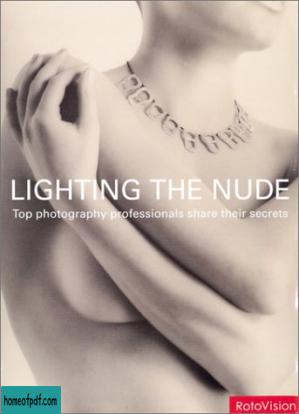 LIGHTING THE NUDE
Top photography professionals share their secrets
homeofpdf.com
RotoVision